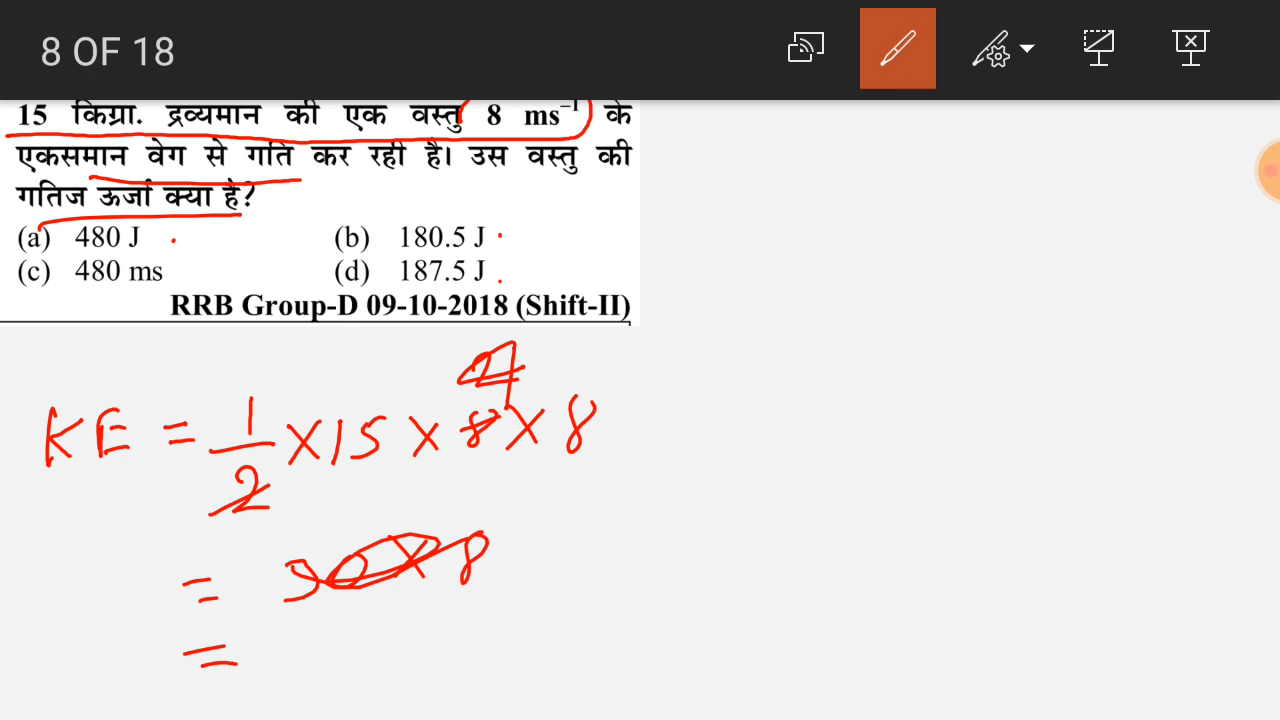 8 OF 18
15 किग्रा. द्रव्यमान की एक वस्तु 8 ms⁻¹ के
एकसमान वेग से गति कर रही है। उस वस्तु की
गतिज ऊर्जा क्या है?
(a) 480 J (b) 180.5 J
(c) 480 ms (d) 187.5 J
RRB Group-D 09-10-2018 (Shift-II)
4
KE = 1/2 × 15 × 8 × 8
= × 8
=